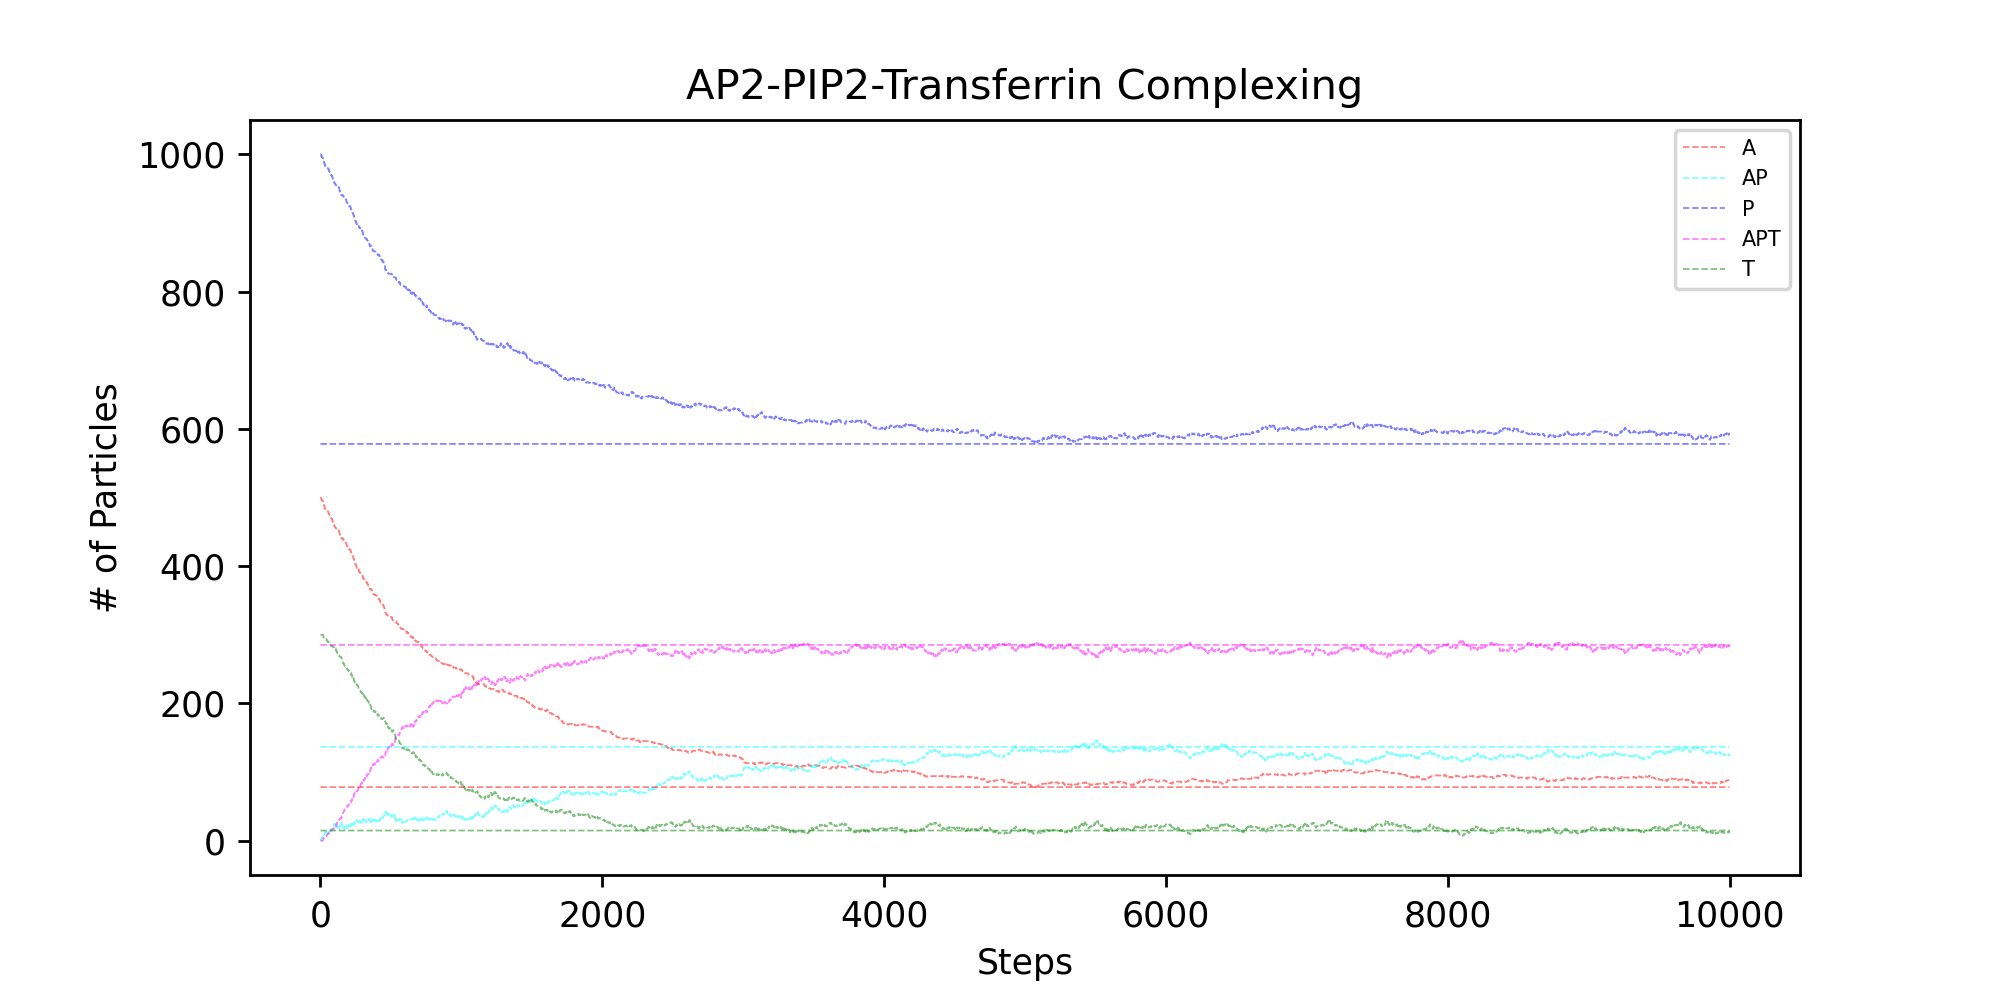 AP2-PIP2-Transferrin Complexing
# of Particles
1000
800
600
400
200
0
A
AP
P
APT
T
0 2000 4000 6000 8000 10000
Steps